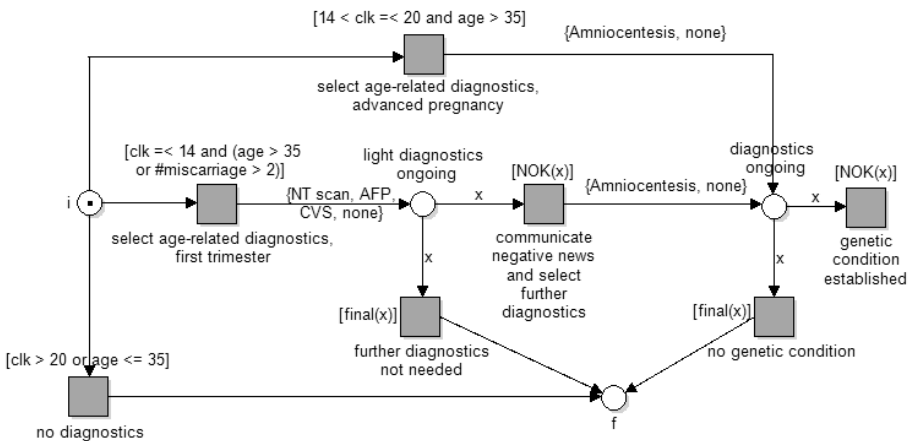 [14 < clk =< 20 and age > 35]
{Amniocentesis, none}
select age-related diagnostics,
advanced pregnancy
[clk =< 14 and (age > 35
or #miscarriage > 2)]
light diagnostics
ongoing
diagnostics
ongoing
[NOK(x)]
[NOK(x)]
{NT scan, AFP,
CVS, none}
x
{Amniocentesis, none}
x
i
select age-related diagnostics,
first trimester
communicate
negative news
and select
further
diagnostics
genetic
condition
established
x
x
[final(x)]
[final(x)]
further diagnostics
not needed
no genetic condition
[clk > 20 or age <= 35]
no diagnostics
f